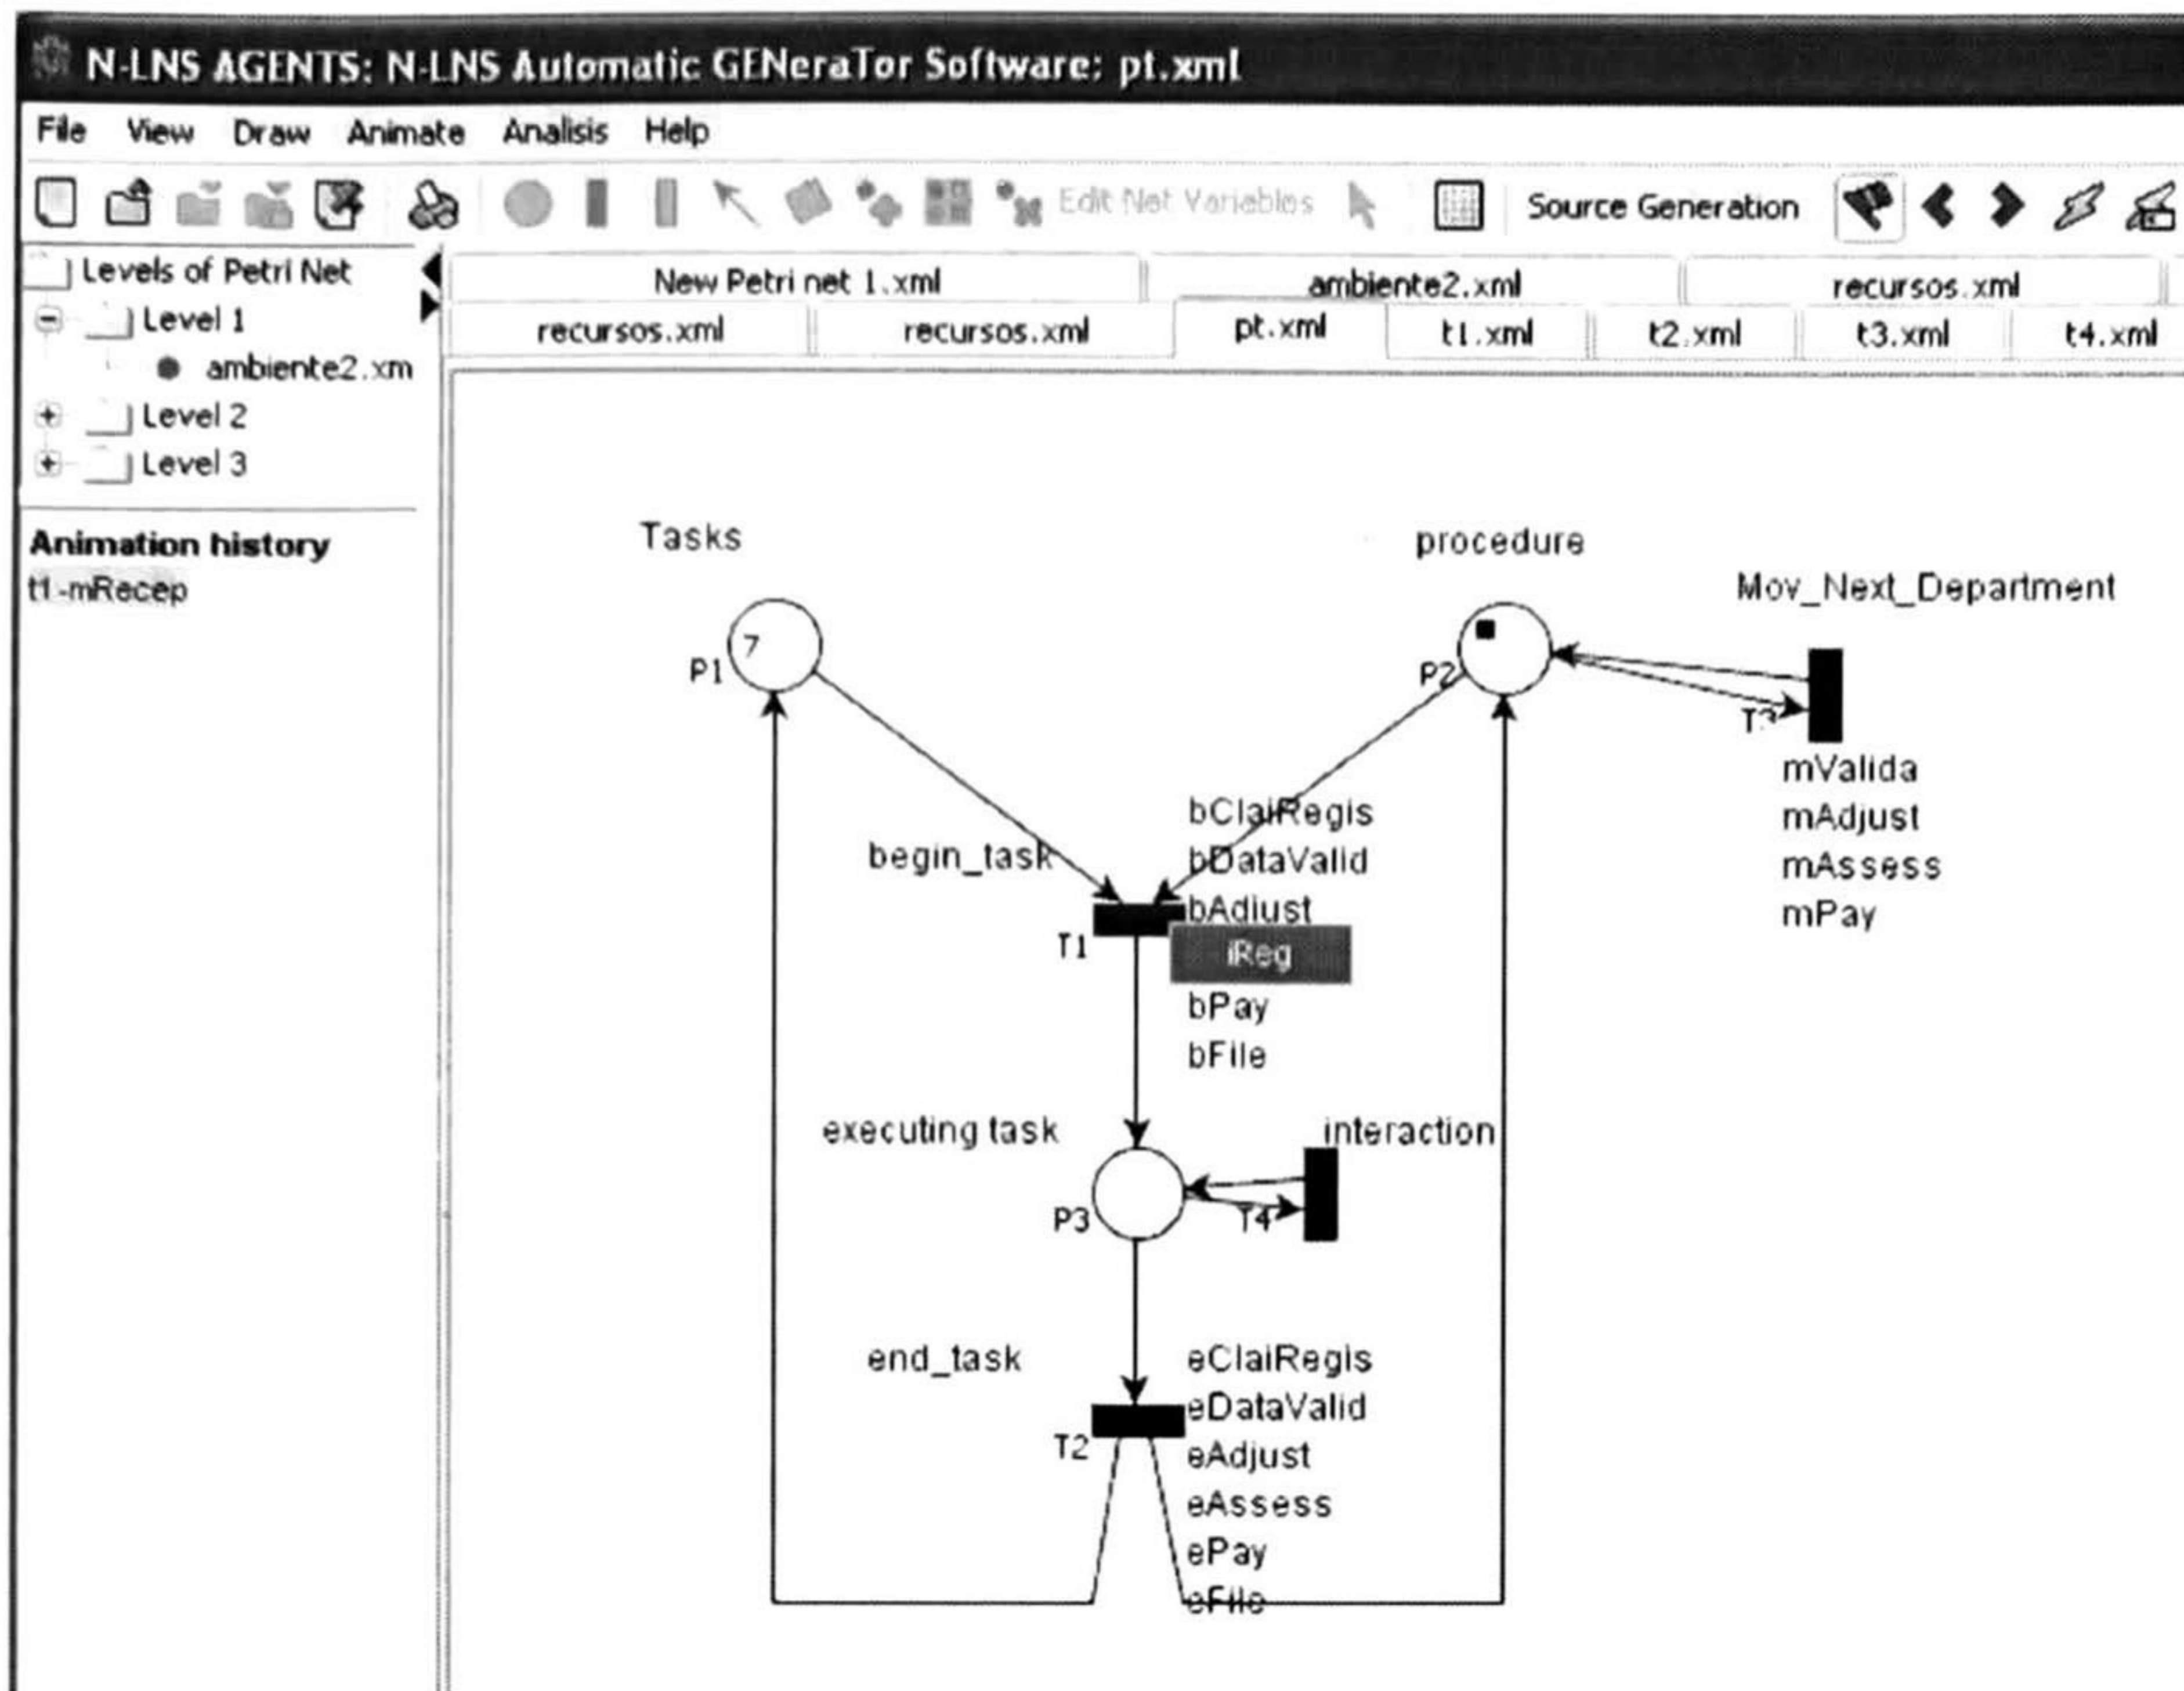 N-LNS AGENTS: N-LNS Automatic GENeraTor Software: pt.xml
File View Draw Animate Analisis Help
Edit Net Variables Source Generation
Levels of Petri Net
Level 1
ambiente2.xm
Level 2
Level 3
Animation history
t1-mRecep
New Petri net 1.xml ambiente2.xml recursos.xml
recursos.xml recursos.xml pt.xml t1.xml t2.xml t3.xml t4.xml
Tasks
procedure
Mov_Next_Department
7
P1
P2
T3
mValida
mAdjust
mAssess
mPay
begin_task
T1
bClaiRegis
bDataValid
bAdjust
iReg
bPay
bFile
executing task
interaction
P3
T4
end_task
T2
eClaiRegis
eDataValid
eAdjust
eAssess
ePay
eFile